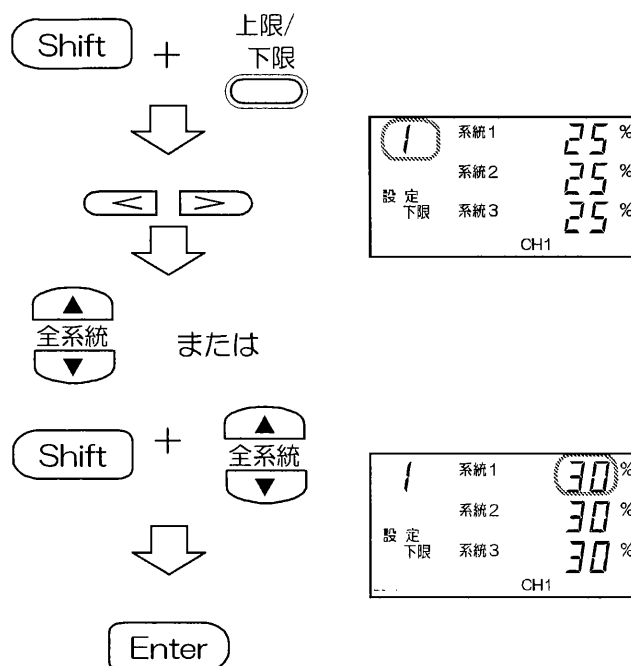 Shift + 上限/
下限
< >
▲
全系統
▼
または
Shift + ▲
全系統
▼
Enter
1 系統1 25 %
系統2 25 %
設定
下限 系統3 25 %
CH1
1 系統1 30 %
系統2 30 %
設定
下限 系統3 30 %
CH1